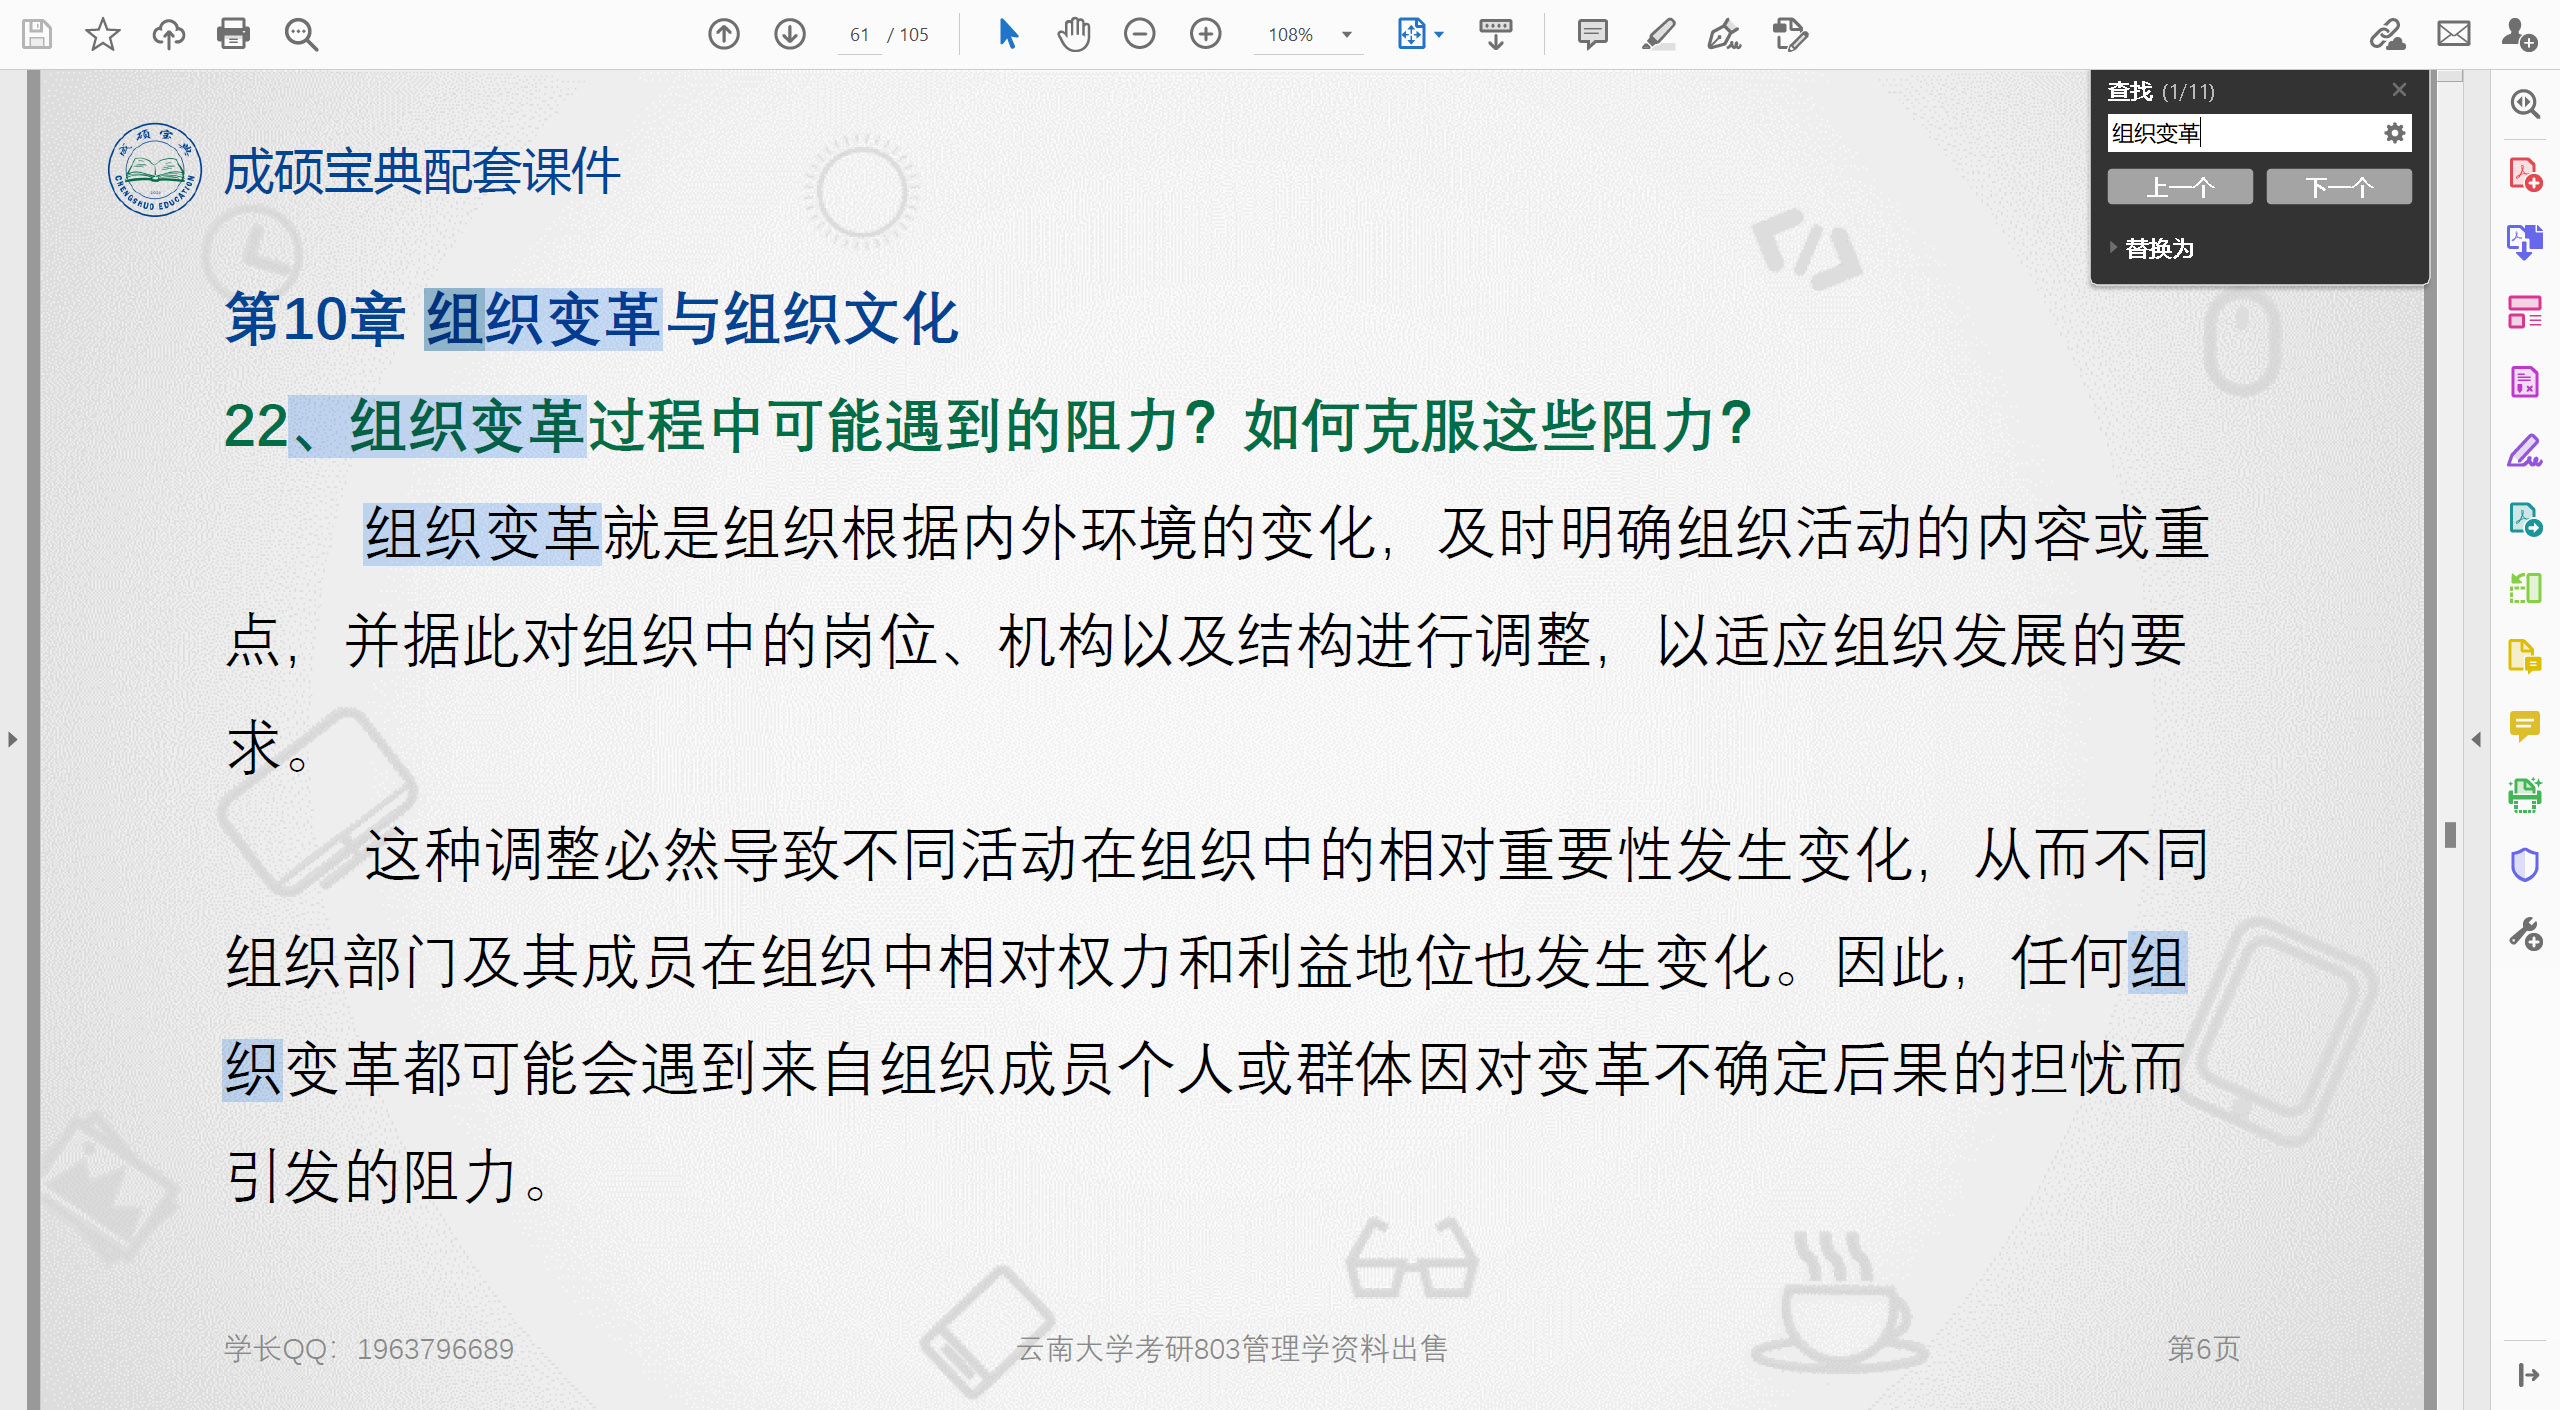 61 / 105
108%
查找 (1/11)
组织变革
上一个 下一个
替换为
成硕宝典配套课件
CHENGSHUO EDUCATION
第10章 组织变革与组织文化
22、组织变革过程中可能遇到的阻力？如何克服这些阻力？
组织变革就是组织根据内外环境的变化，及时明确组织活动的内容或重
点，并据此对组织中的岗位、机构以及结构进行调整，以适应组织发展的要
求。
这种调整必然导致不同活动在组织中的相对重要性发生变化，从而不同
组织部门及其成员在组织中相对权力和利益地位也发生变化。因此，任何组
织变革都可能会遇到来自组织成员个人或群体因对变革不确定后果的担忧而
引发的阻力。
学长QQ：1963796689
云南大学考研803管理学资料出售
第6页